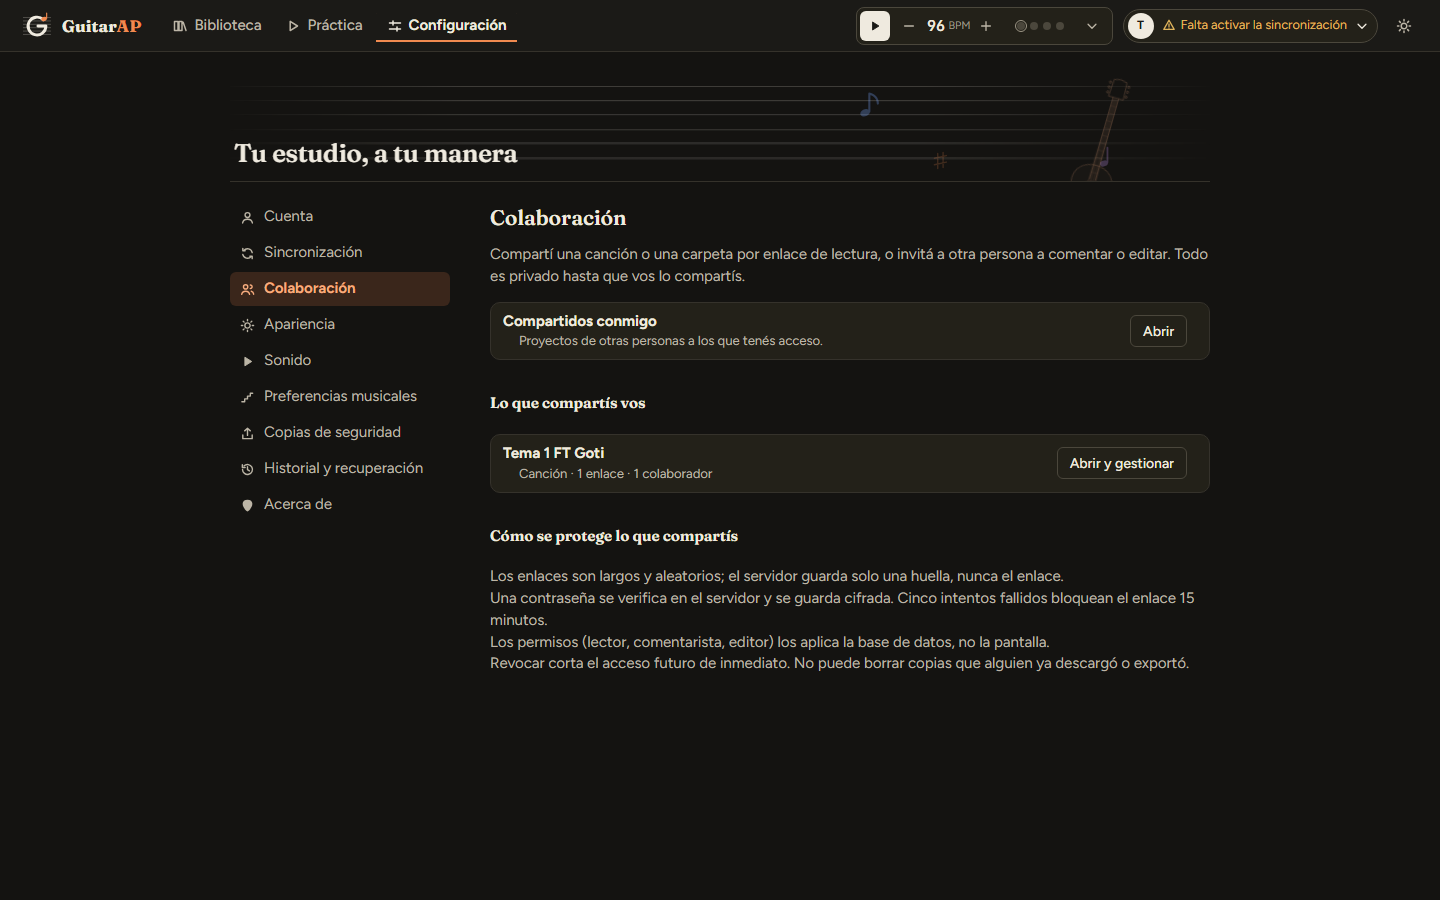 GuitarAP
Biblioteca
Práctica
Configuración
96 BPM
T
Falta activar la sincronización
Tu estudio, a tu manera
Cuenta
Sincronización
Colaboración
Apariencia
Sonido
Preferencias musicales
Copias de seguridad
Historial y recuperación
Acerca de
Colaboración
Compartí una canción o una carpeta por enlace de lectura, o invitá a otra persona a comentar o editar. Todo
es privado hasta que vos lo compartís.
Compartidos conmigo
Proyectos de otras personas a los que tenés acceso.
Abrir
Lo que compartís vos
Tema 1 FT Goti
Canción · 1 enlace · 1 colaborador
Abrir y gestionar
Cómo se protege lo que compartís
Los enlaces son largos y aleatorios; el servidor guarda solo una huella, nunca el enlace.
Una contraseña se verifica en el servidor y se guarda cifrada. Cinco intentos fallidos bloquean el enlace 15
minutos.
Los permisos (lector, comentarista, editor) los aplica la base de datos, no la pantalla.
Revocar corta el acceso futuro de inmediato. No puede borrar copias que alguien ya descargó o exportó.